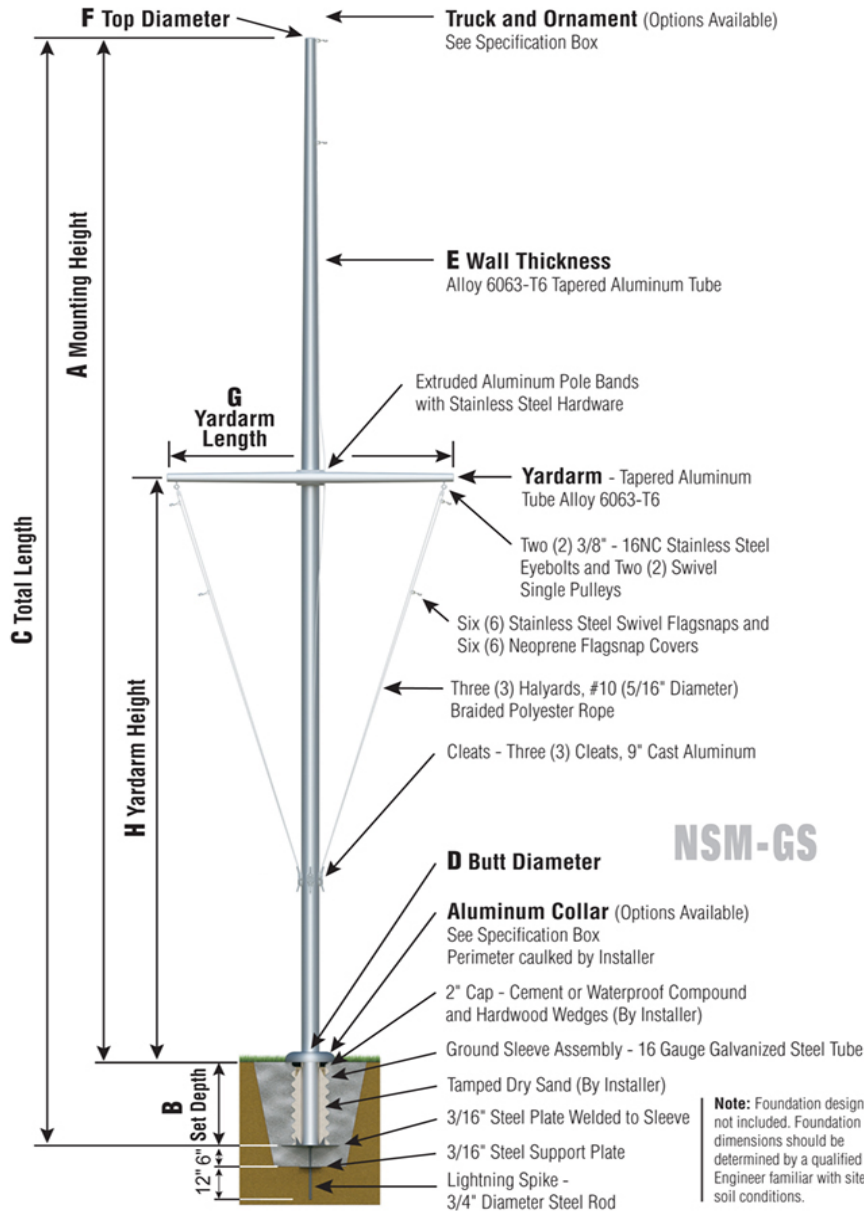 F Top Diameter
Truck and Ornament (Options Available)
See Specification Box
A Mounting Height
E Wall Thickness
Alloy 6063-T6 Tapered Aluminum Tube
Extruded Aluminum Pole Bands
with Stainless Steel Hardware
G
Yardarm
Length
Yardarm - Tapered Aluminum
Tube Alloy 6063-T6
Two (2) 3/8" - 16NC Stainless Steel
Eyebolts and Two (2) Swivel
Single Pulleys
C Total Length
Six (6) Stainless Steel Swivel Flagsnaps and
Six (6) Neoprene Flagsnap Covers
Three (3) Halyards, #10 (5/16" Diameter)
Braided Polyester Rope
H Yardarm Height
Cleats - Three (3) Cleats, 9" Cast Aluminum
NSM-GS
D Butt Diameter
Aluminum Collar (Options Available)
See Specification Box
Perimeter caulked by Installer
2" Cap - Cement or Waterproof Compound
and Hardwood Wedges (By Installer)
Ground Sleeve Assembly - 16 Gauge Galvanized Steel Tube
B
Set Depth
Tamped Dry Sand (By Installer)
3/16" Steel Plate Welded to Sleeve
6"
3/16" Steel Support Plate
12"
Lightning Spike -
3/4" Diameter Steel Rod
Note: Foundation design
not included. Foundation
dimensions should be
determined by a qualified
Engineer familiar with site
soil conditions.